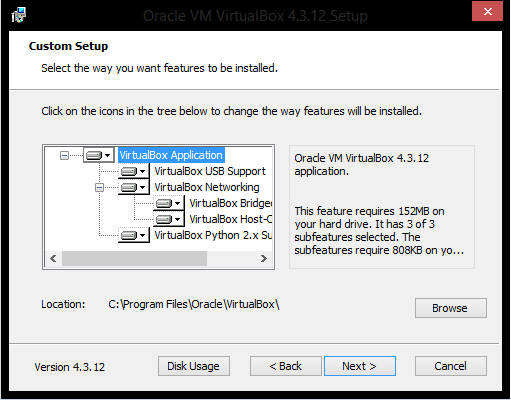 Oracle VM VirtualBox 4.3.12 Setup
Custom Setup
Select the way you want features to be installed.
Click on the icons in the tree below to change the way features will be installed.
VirtualBox Application
VirtualBox USB Support
VirtualBox Networking
VirtualBox Bridge
VirtualBox Host-
VirtualBox Python 2.x Su
Oracle VM VirtualBox 4.3.12
application.
This feature requires 152MB on
your hard drive. It has 3 of 3
subfeatures selected. The
subfeatures require 808KB on yo...
Location:
C:\Program Files\Oracle\VirtualBox\
Browse
Version 4.3.12
Disk Usage
< Back
Next >
Cancel